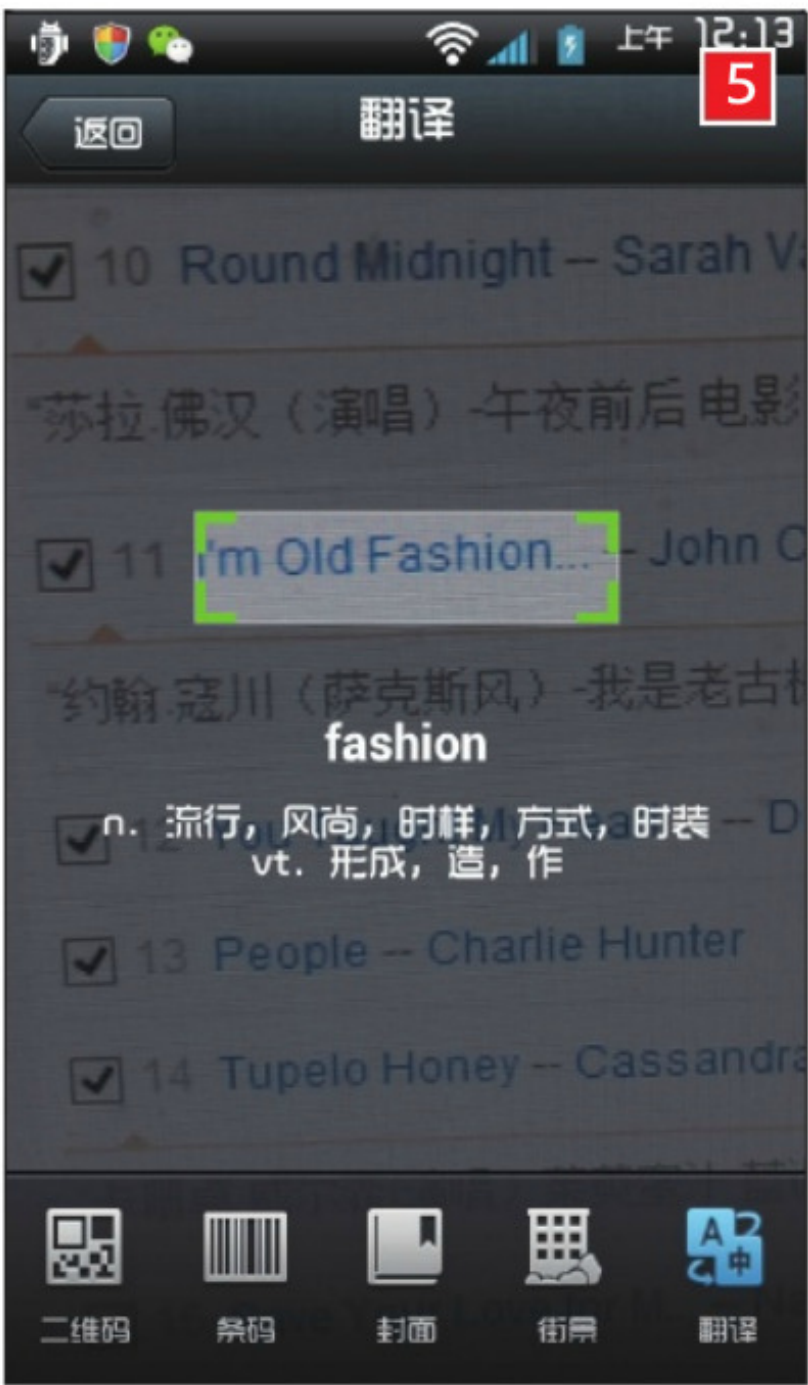 上午 12:13
5
返回
翻译
10 Round Midnight -- Sarah
"莎拉.佛汉（演唱）-午夜前后 电影
11 I'm Old Fashion... -- John
"约翰.寇川（萨克斯风）-我是老古
fashion
n. 流行，风尚，时样，方式，时装
12 You My
vt. 形成，造，作
13 People -- Charlie Hunter
14 Tupelo Honey -- Cassandra
二维码 条码 封面 街景 翻译